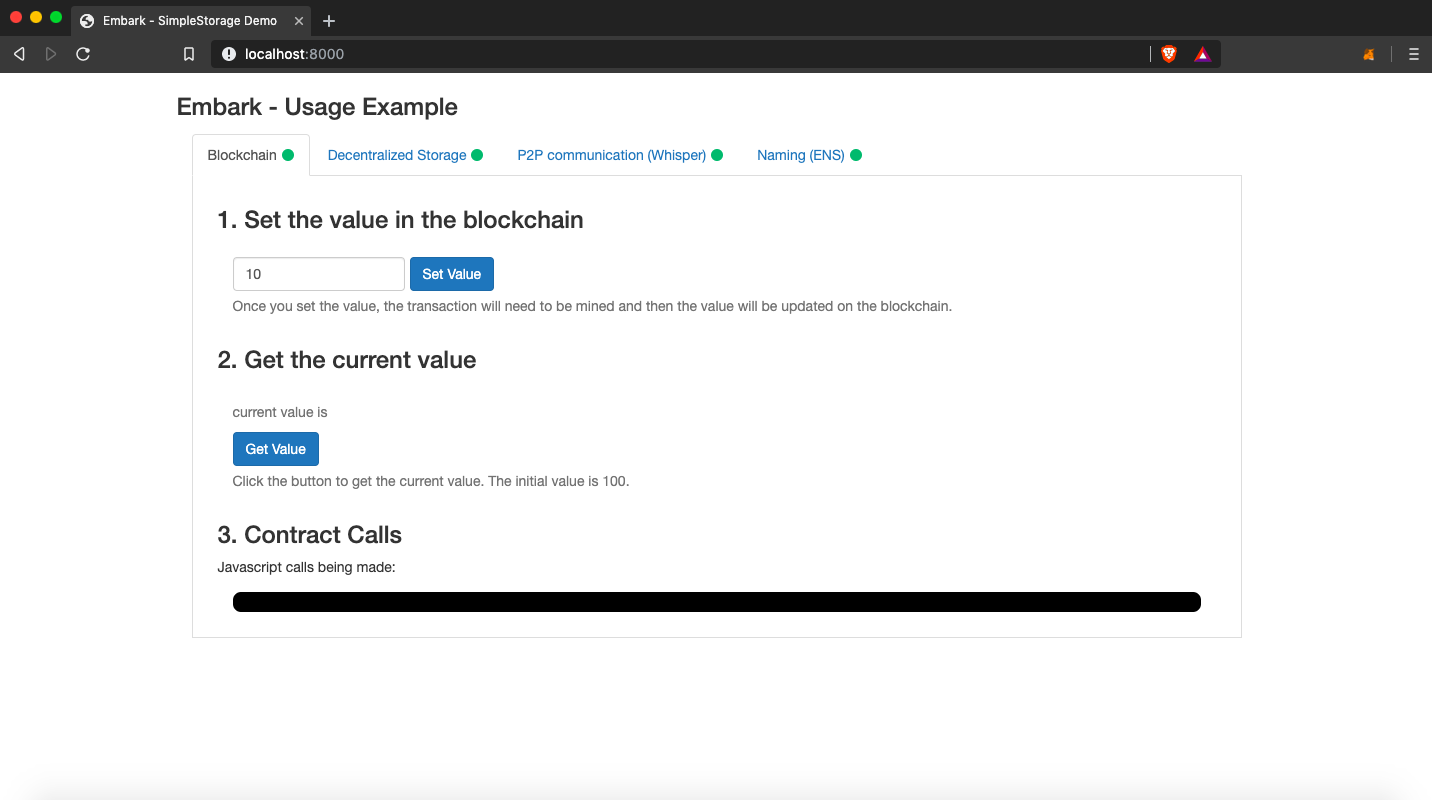 Embark - SimpleStorage Demo
localhost:8000
Embark - Usage Example
Blockchain
Decentralized Storage
P2P communication (Whisper)
Naming (ENS)
1. Set the value in the blockchain
10
Set Value
Once you set the value, the transaction will need to be mined and then the value will be updated on the blockchain.
2. Get the current value
current value is
Get Value
Click the button to get the current value. The initial value is 100.
3. Contract Calls
Javascript calls being made: